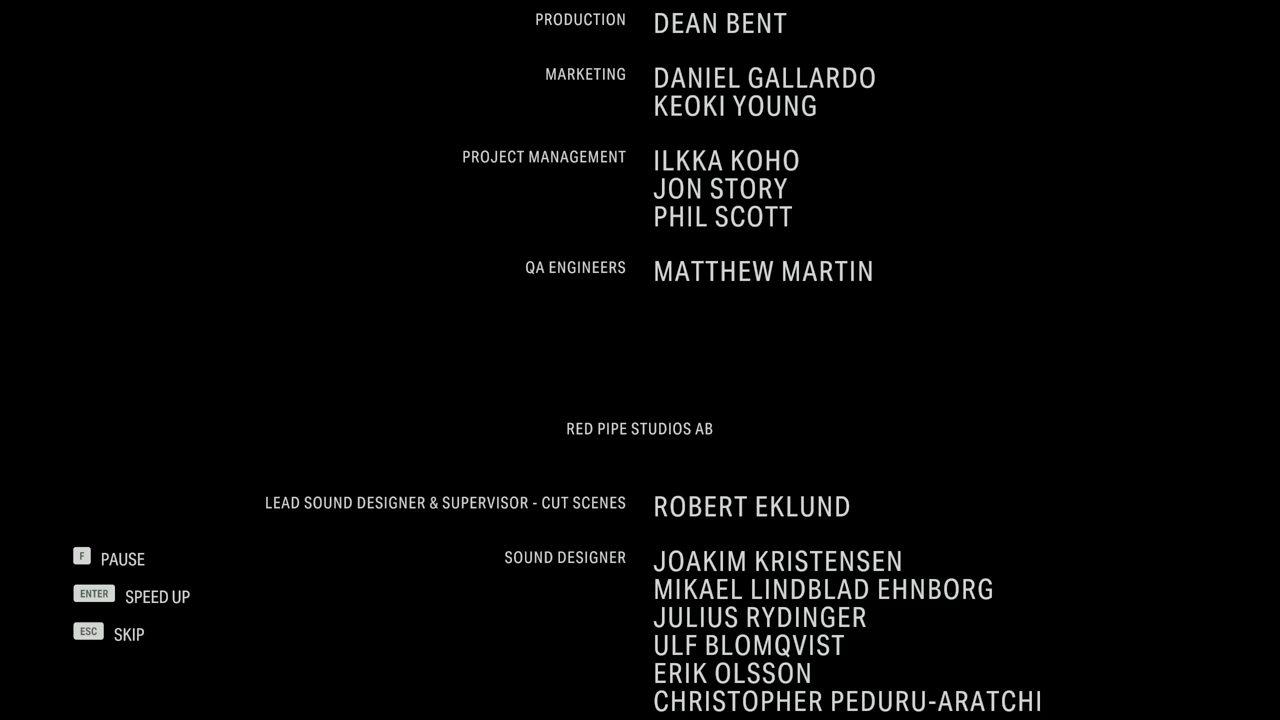 PRODUCTION DEAN BENT
MARKETING DANIEL GALLARDO
KEOKI YOUNG
PROJECT MANAGEMENT ILKKA KOHO
JON STORY
PHIL SCOTT
QA ENGINEERS MATTHEW MARTIN
RED PIPE STUDIOS AB
LEAD SOUND DESIGNER & SUPERVISOR - CUT SCENES ROBERT EKLUND
SOUND DESIGNER JOAKIM KRISTENSEN
MIKAEL LINDBLAD EHNBORG
JULIUS RYDINGER
ULF BLOMQVIST
ERIK OLSSON
CHRISTOPHER PEDURU-ARATCHI
F PAUSE
ENTER SPEED UP
ESC SKIP